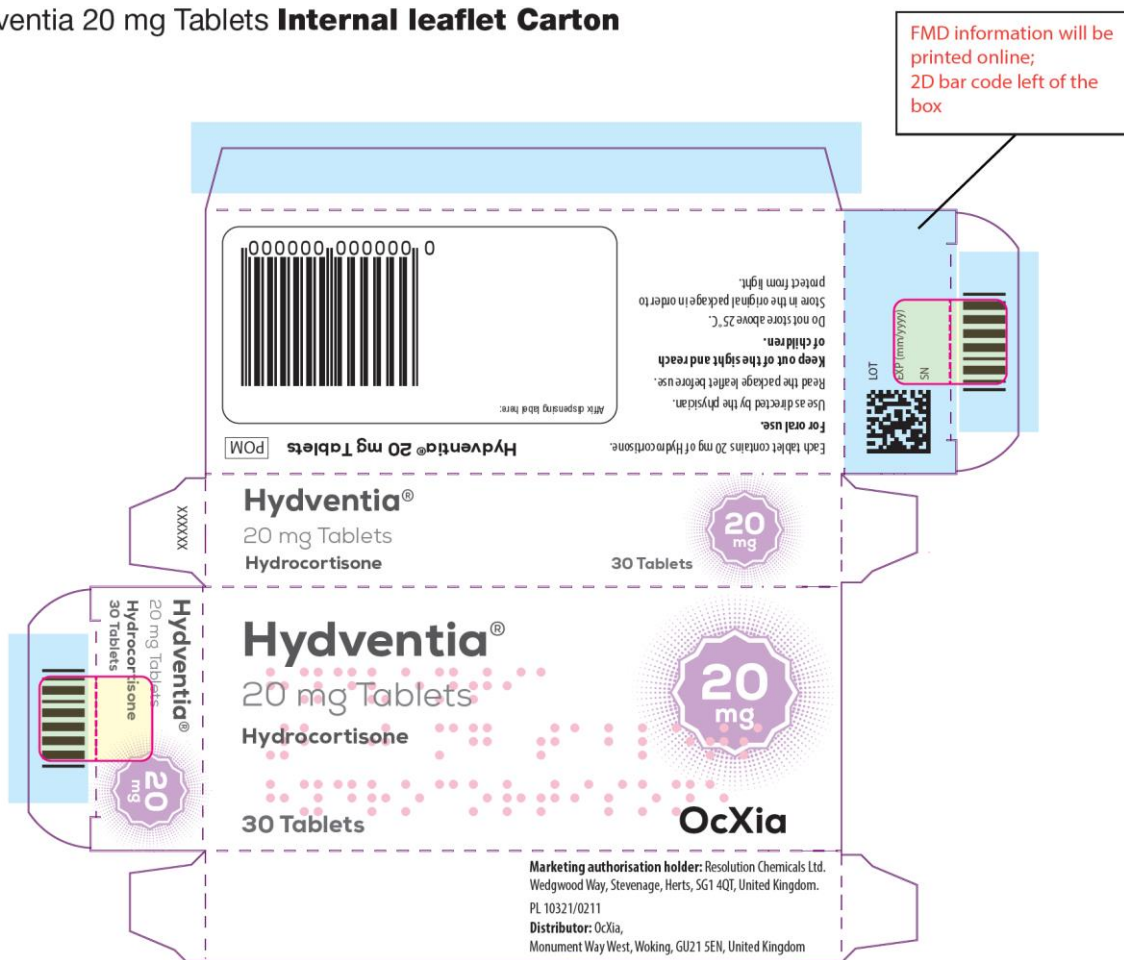 ventia 20 mg Tablets Internal leaflet Carton
FMD information will be
printed online;
2D bar code left of the
box
000000 000000 0
Affix dispensing label here:
Hydventia® 20 mg Tablets POM
Each tablet contains 20 mg of Hydrocortisone.
For oral use.
Use as directed by the physician.
Read the package leaflet before use.
Keep out of the sight and reach
of children.
Do not store above 25°C.
Store in the original package in order to
protect from light.
LOT
EXP (mm/yyyy)
SN
XXXXXX
Hydventia®
20 mg Tablets
Hydrocortisone
30 Tablets
20
mg
Hydventia®
20 mg Tablets
Hydrocortisone
30 Tablets
20
mg
Hydventia®
20 mg Tablets
Hydrocortisone
30 Tablets
20
mg
OcXia
Marketing authorisation holder: Resolution Chemicals Ltd.
Wedgwood Way, Stevenage, Herts, SG1 4QT, United Kingdom.
PL 10321/0211
Distributor: OcXia,
Monument Way West, Woking, GU21 5EN, United Kingdom